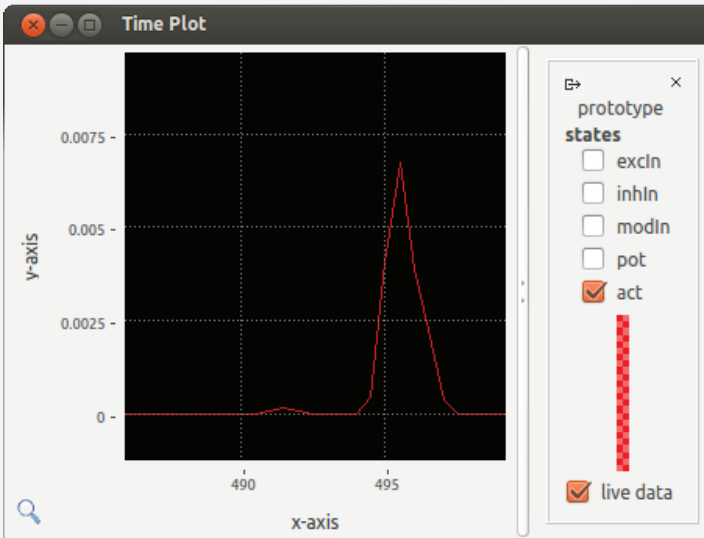 Time Plot
prototype
states
excIn
inhIn
modIn
pot
act
live data
0.0075
0.005
0.0025
0
y-axis
490
495
x-axis